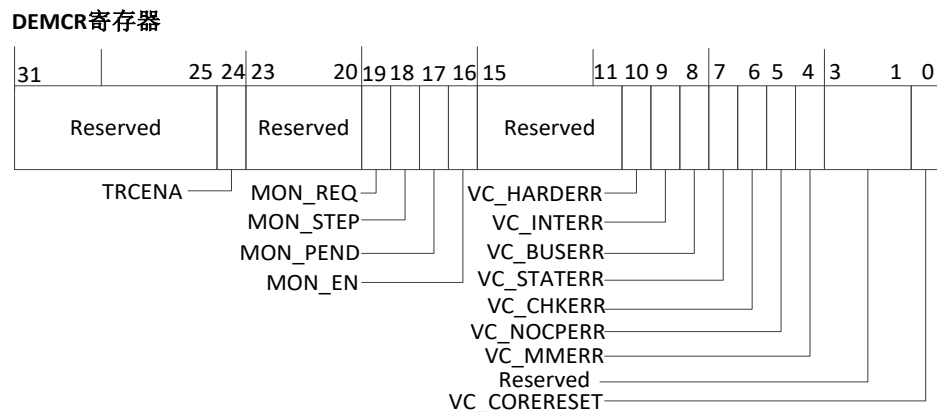 DEMCR寄存器
31 25 24 23 20 19 18 17 16 15 11 10 9 8 7 6 5 4 3 1 0
Reserved Reserved Reserved
TRCENA MON_REQ VC_HARDERR
MON_STEP VC_INTERR
MON_PEND VC_BUSERR
MON_EN VC_STATERR
VC_CHKERR
VC_NOCPERR
VC_MMERR
Reserved
VC_CORERESET